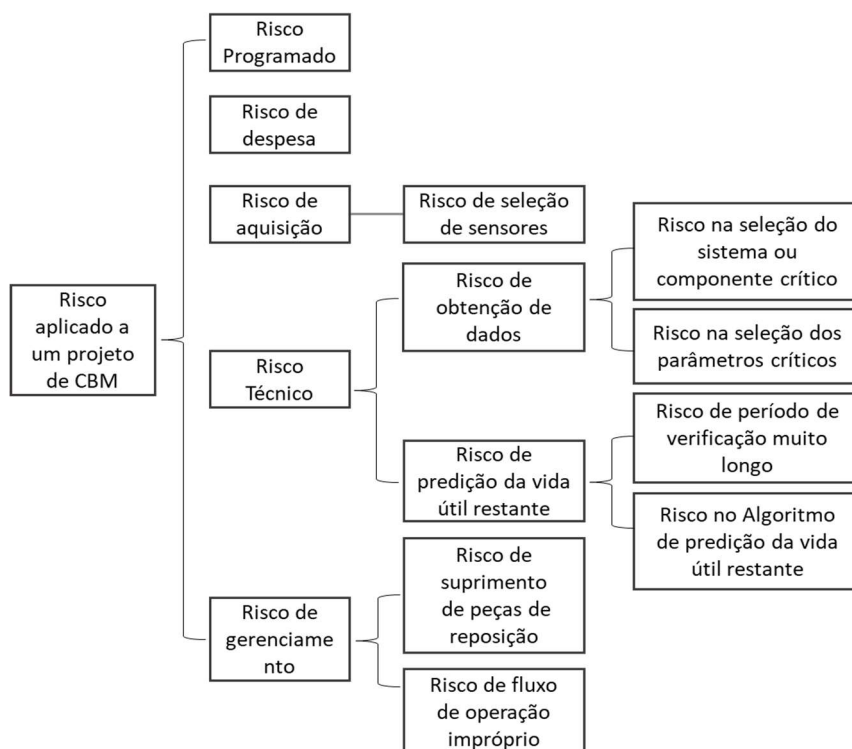 Risco
aplicado a
um projeto
de CBM
Risco
Programado
Risco de
despesa
Risco de
aquisição
Risco de seleção
de sensores
Risco
Técnico
Risco de
obtenção de
dados
Risco na seleção do
sistema ou
componente crítico
Risco na seleção dos
parâmetros críticos
Risco de
predição da vida
útil restante
Risco de período de
verificação muito
longo
Risco no Algoritmo
de predição da vida
útil restante
Risco de
gerenciame
nto
Risco de
suprimento
de peças de
reposição
Risco de fluxo
de operação
impróprio